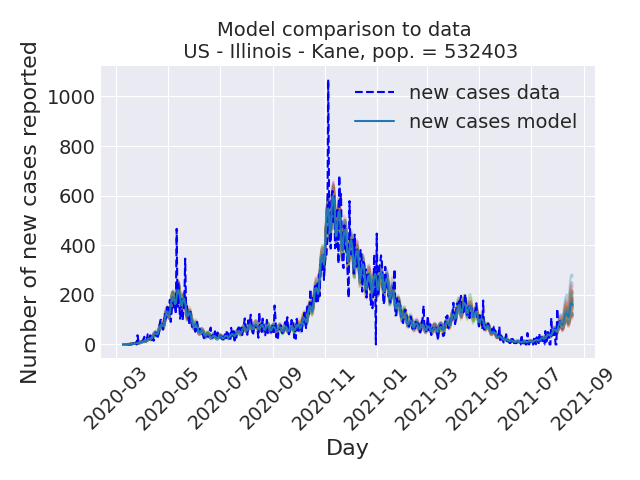 Model comparison to data
US - Illinois - Kane, pop. = 532403
Number of new cases reported
1000
800
600
400
200
0
new cases data
new cases model
2020-03
2020-05
2020-07
2020-09
2020-11
2021-01
2021-03
2021-05
2021-07
2021-09
Day